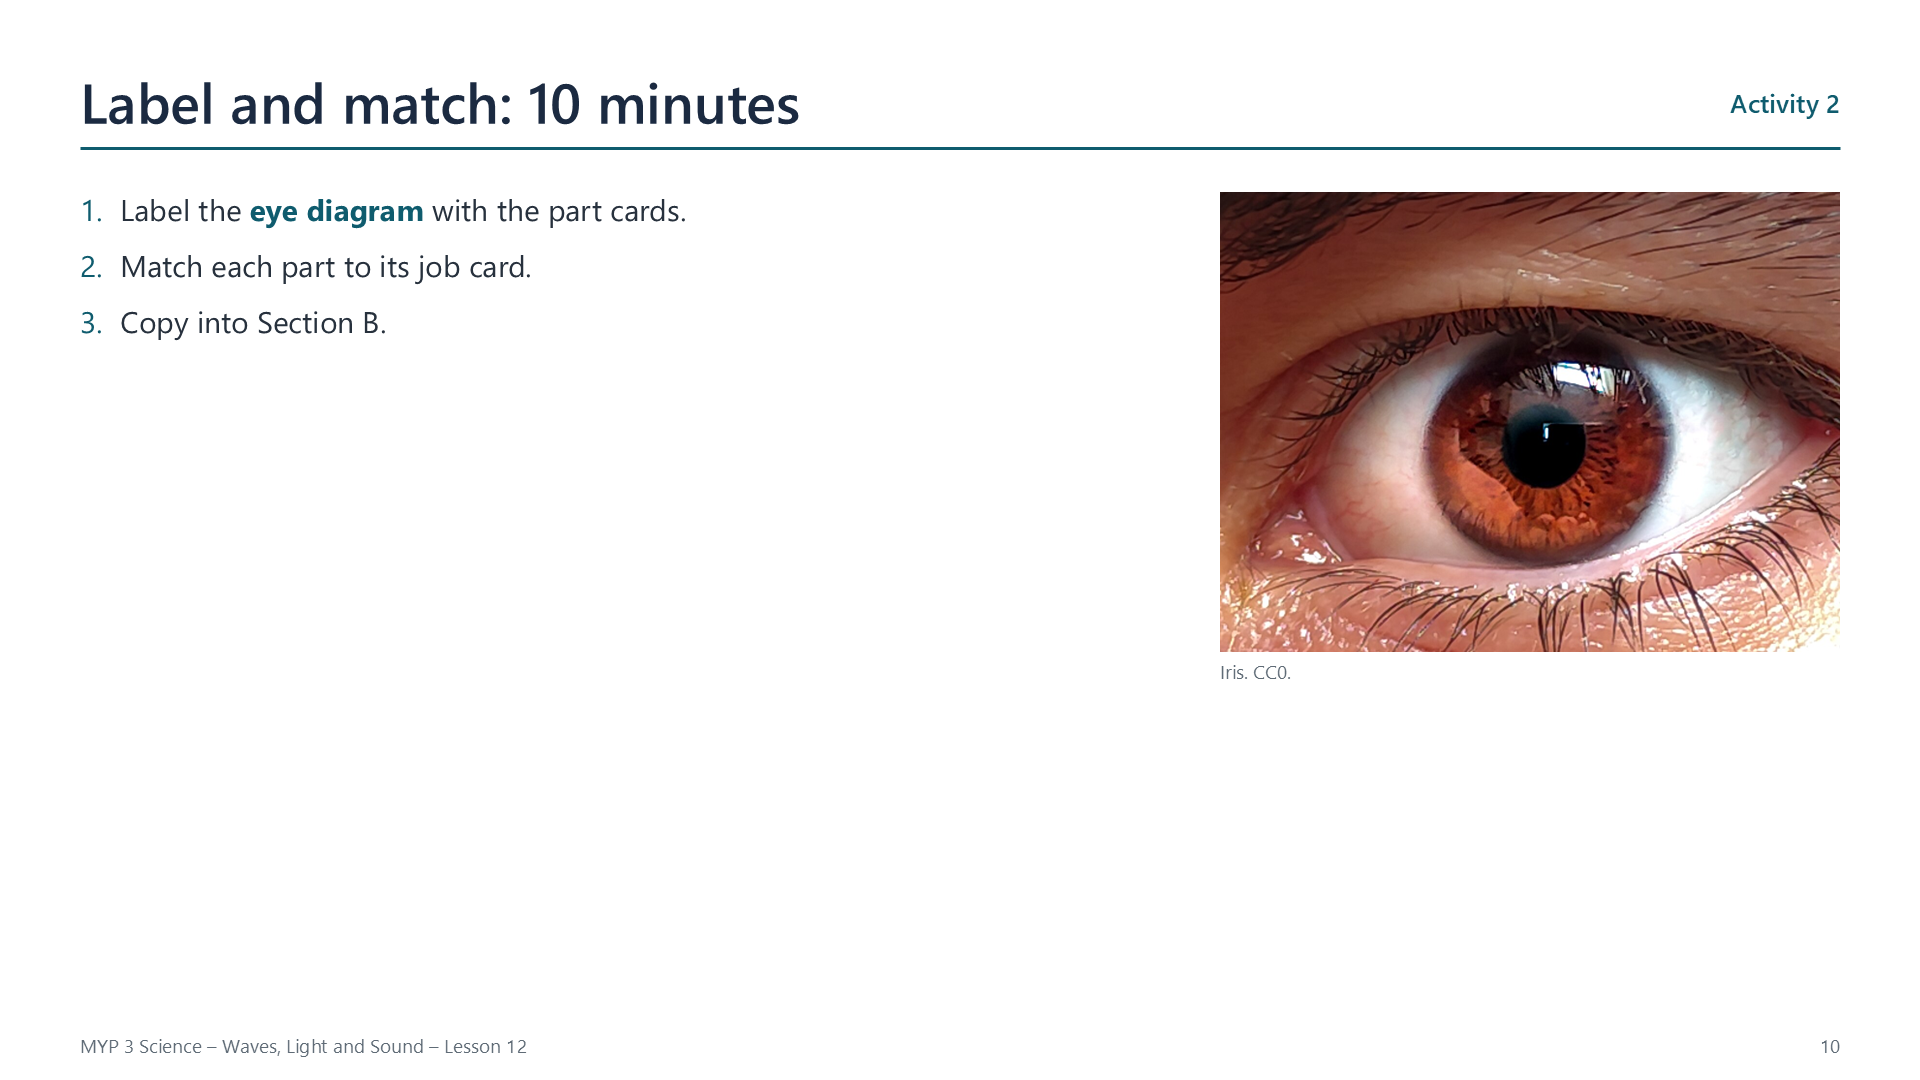 Label and match: 10 minutes
Activity 2
1. Label the eye diagram with the part cards.
2. Match each part to its job card.
3. Copy into Section B.
Iris. CC0.
MYP 3 Science – Waves, Light and Sound – Lesson 12
10